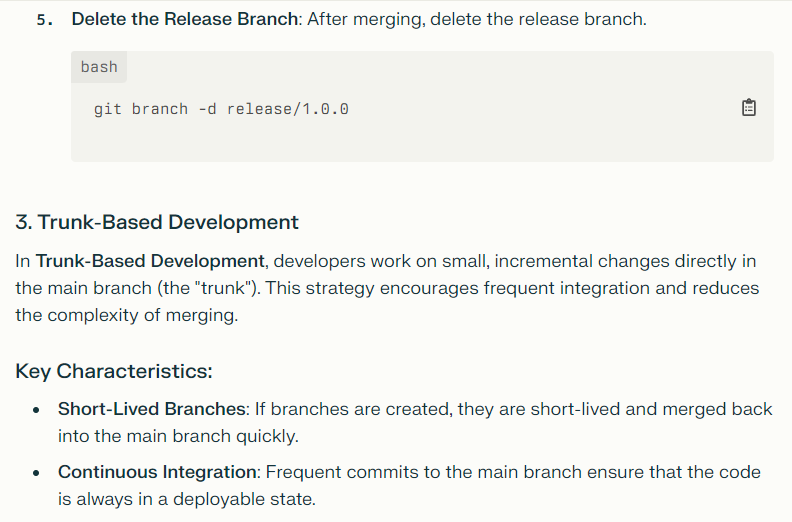 5. Delete the Release Branch: After merging, delete the release branch.
bash
git branch -d release/1.0.0
3. Trunk-Based Development
In Trunk-Based Development, developers work on small, incremental changes directly in
the main branch (the "trunk"). This strategy encourages frequent integration and reduces
the complexity of merging.
Key Characteristics:
• Short-Lived Branches: If branches are created, they are short-lived and merged back
into the main branch quickly.
• Continuous Integration: Frequent commits to the main branch ensure that the code
is always in a deployable state.